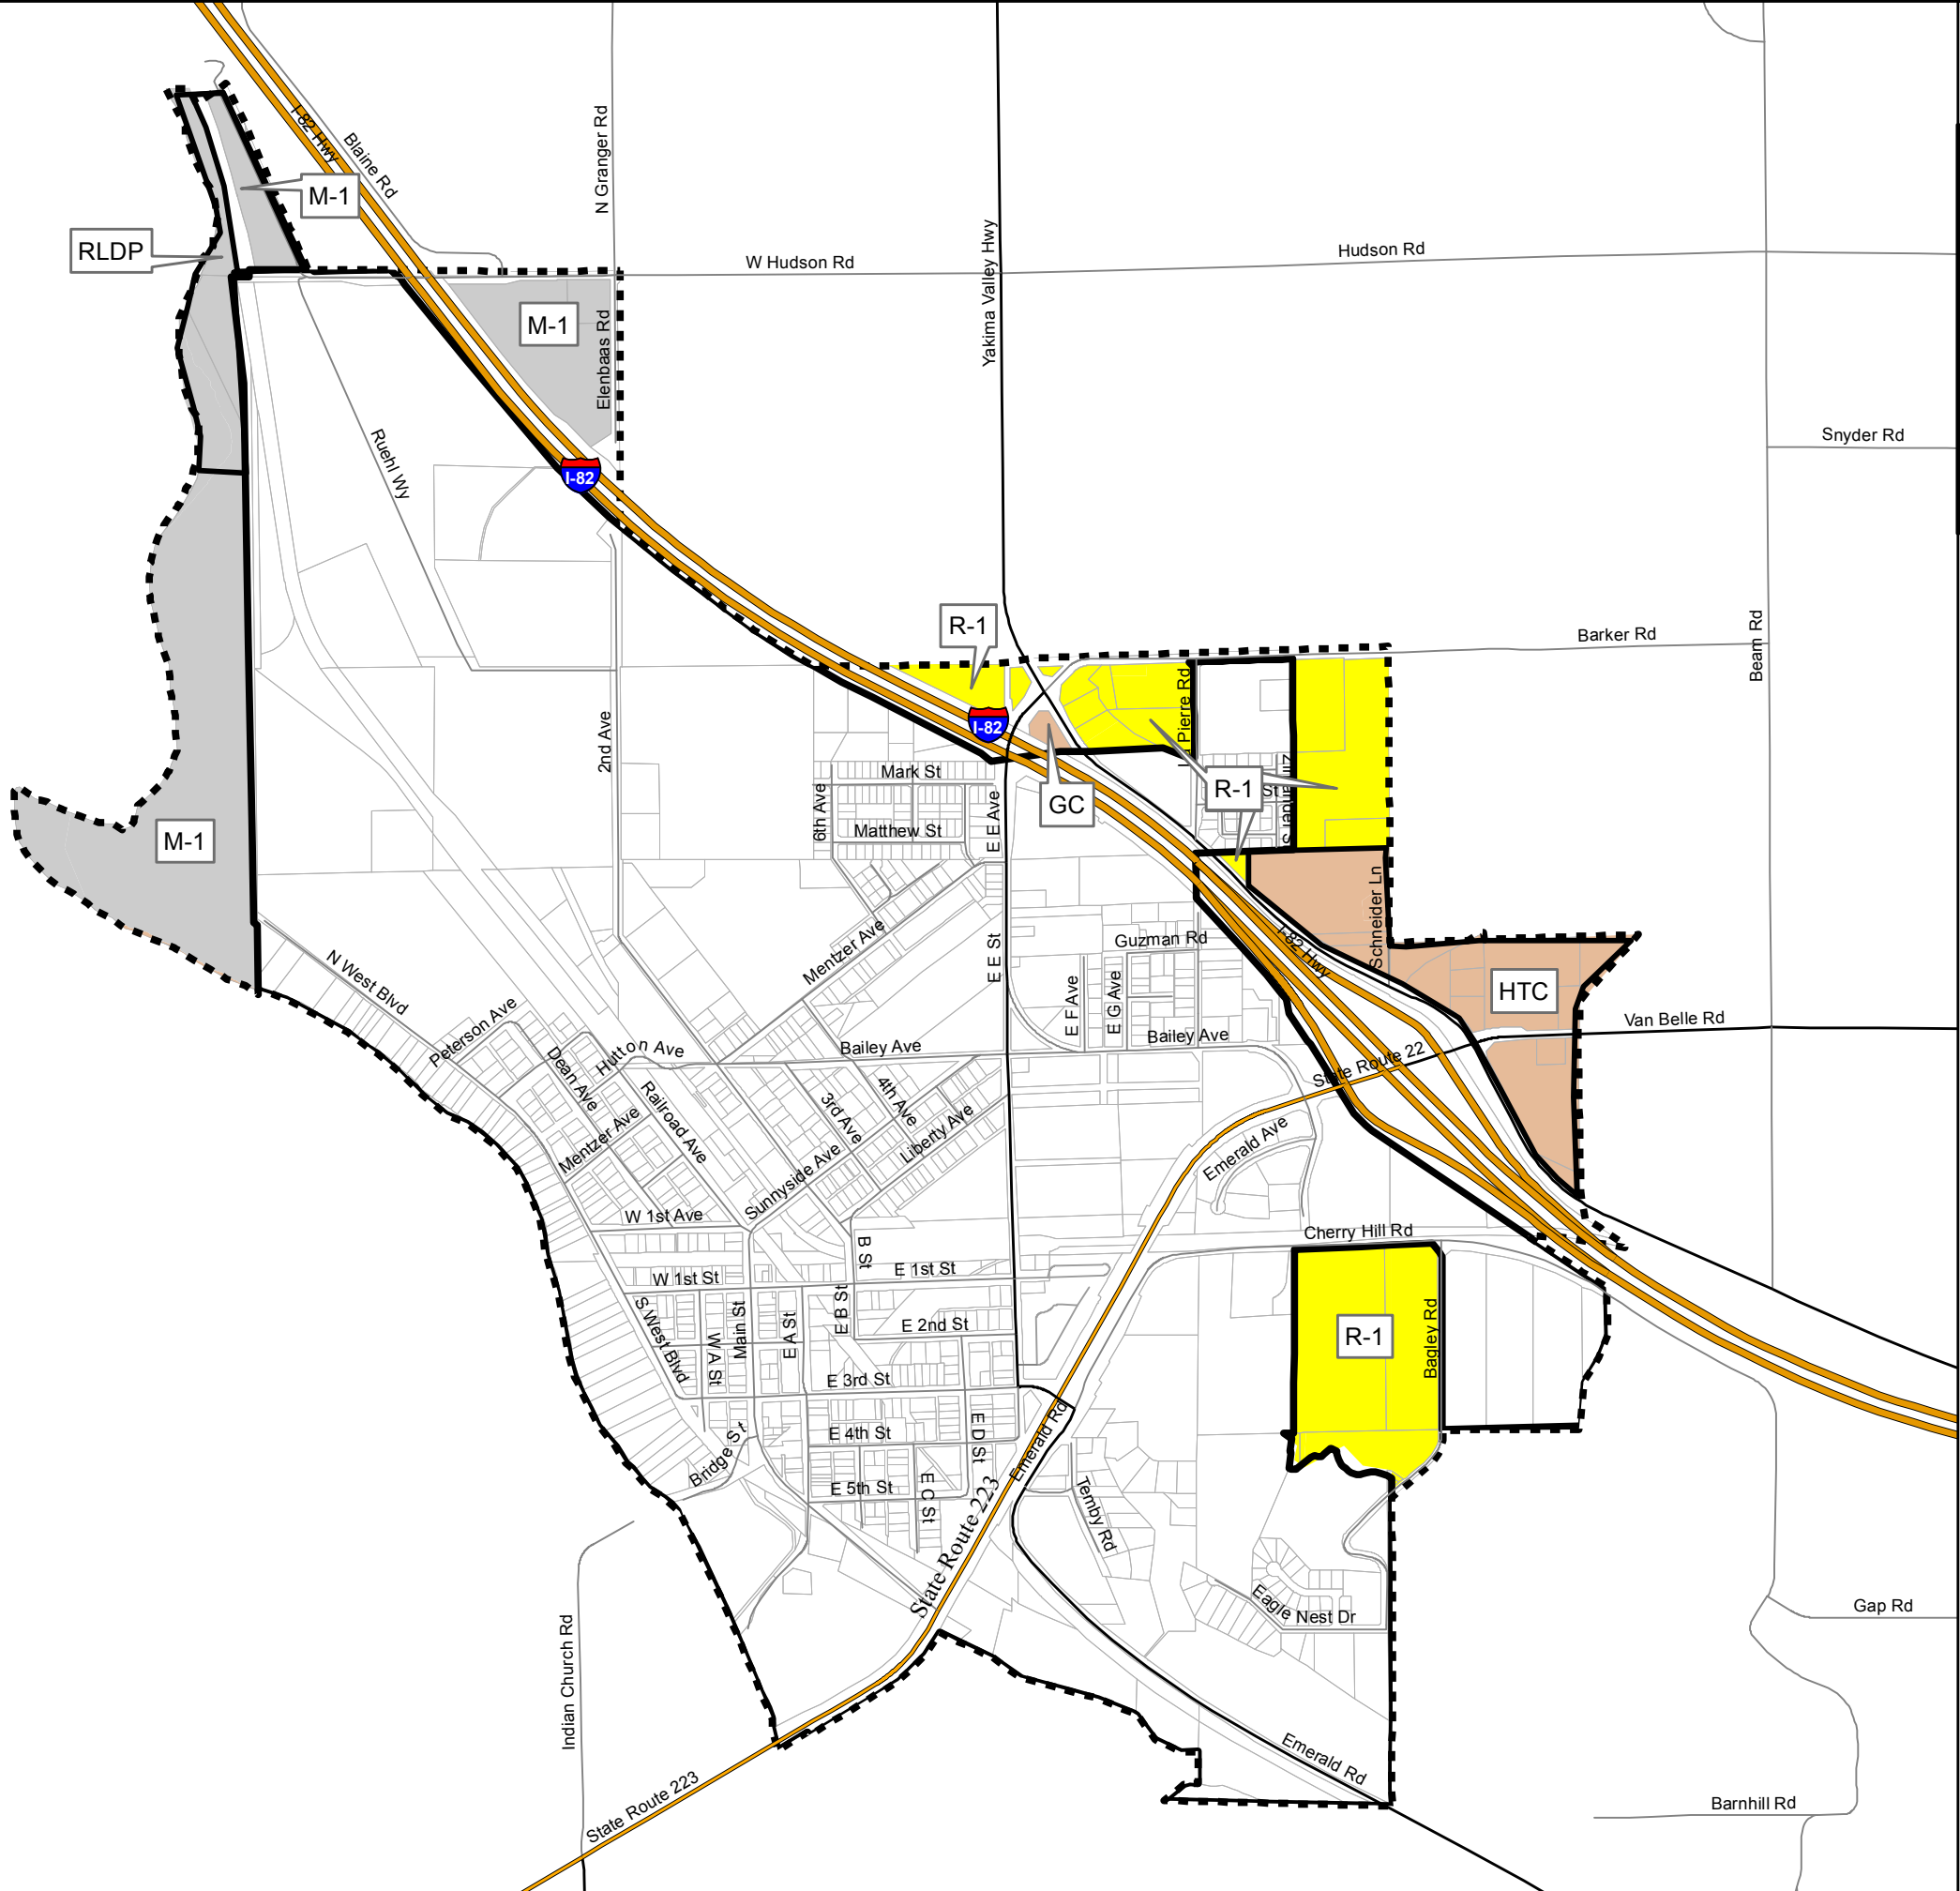 I-82 Hwy
Blaine Rd
N Granger Rd
Yakima Valley Hwy
M-1
RLDP
W Hudson Rd
Hudson Rd
M-1
Elenbaas Rd
Snyder Rd
Ruehl Wy
I-82
R-1
Barker Rd
Beam Rd
2nd Ave
I-82
Pierre Rd
Mark St
6th Ave
Matthew St
E E Ave
GC
R-1
St
M-1
Schneider Ln
Mentzer Ave
Guzman Rd
I-82 Hwy
E E St
E F Ave
E G Ave
HTC
N West Blvd
Peterson Ave
Van Belle Rd
Hutton Ave
Bailey Ave
Bailey Ave
State Route 22
Dean Ave
Railroad Ave
3rd Ave
4th Ave
Liberty Ave
Mentzer Ave
Sunnyside Ave
Emerald Ave
W 1st Ave
Cherry Hill Rd
B St
E 1st St
W 1st St
S West Blvd
W A St
Main St
E A St
E B St
E 2nd St
R-1
Bagley Rd
E 3rd St
Bridge St
E 4th St
E D St
Emerald Rd
E 5th St
E C St
State Route 223
Temby Rd
Eagle Nest Dr
Gap Rd
Indian Church Rd
Emerald Rd
State Route 223
Barnhill Rd